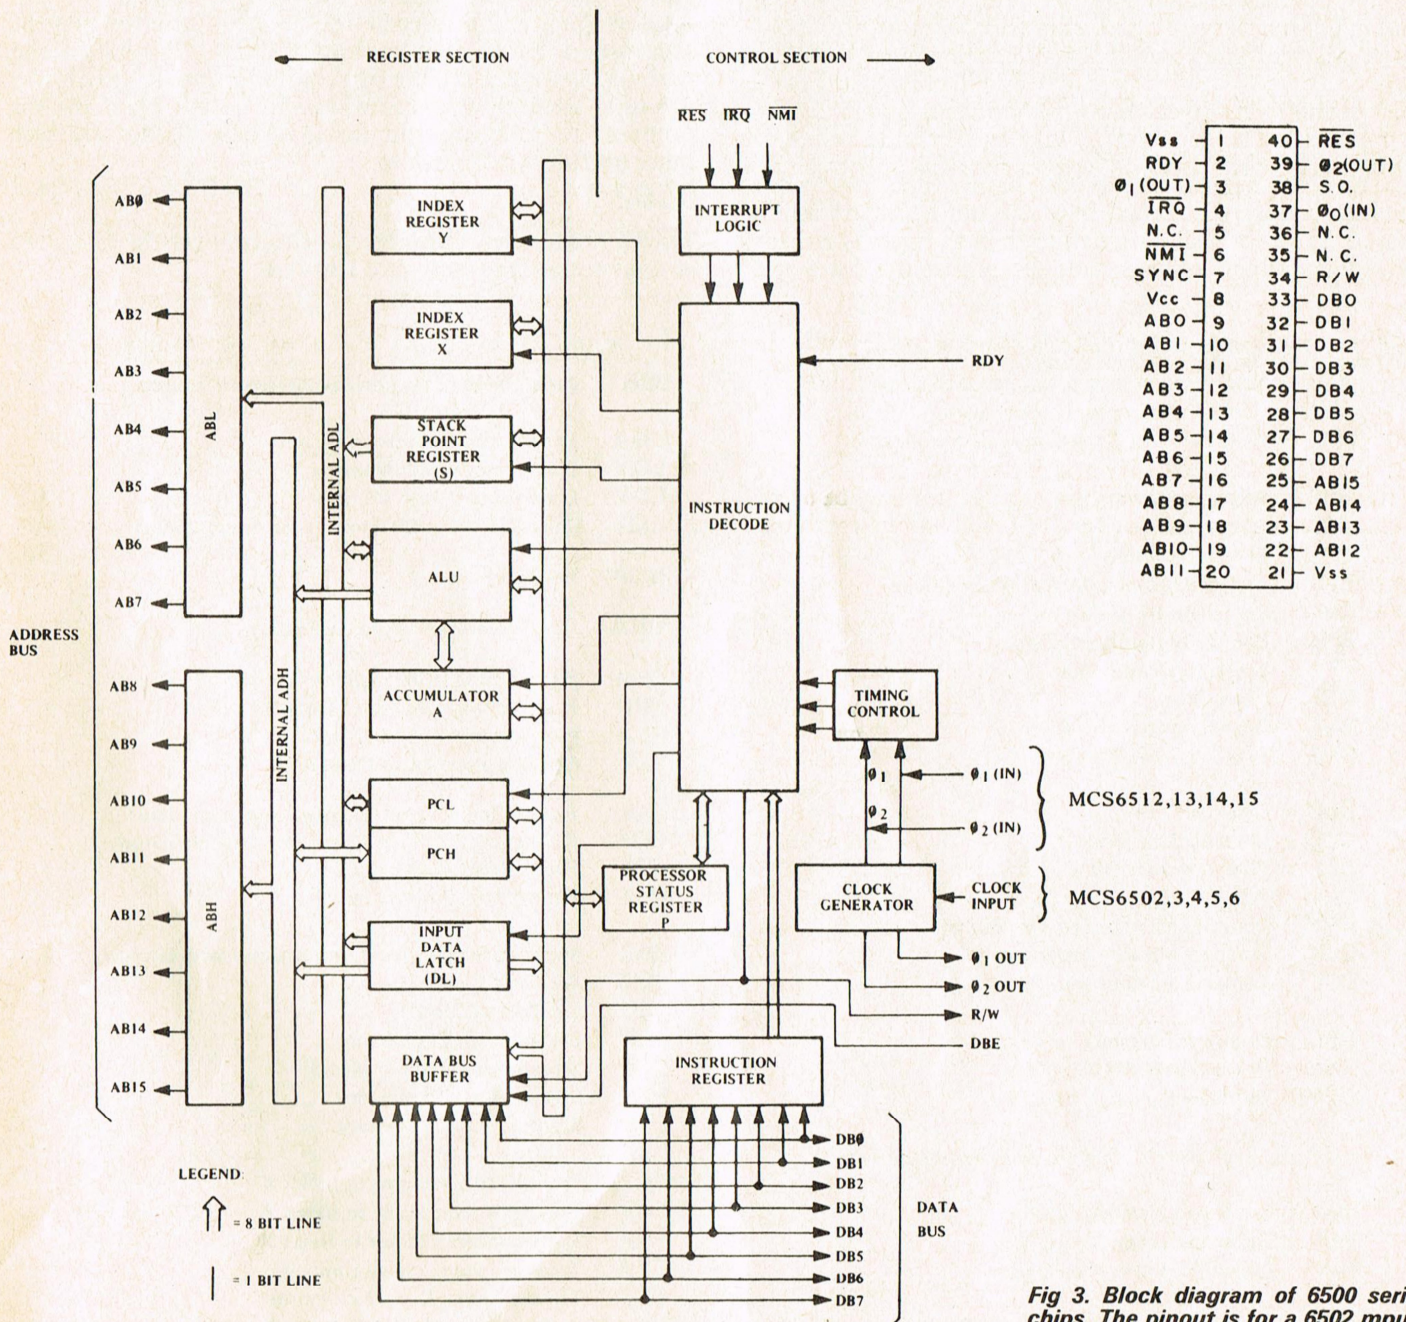 REGISTER SECTION
CONTROL SECTION
RES IRQ NMI
INTERRUPT
LOGIC
INDEX
REGISTER
Y
INDEX
REGISTER
X
STACK
POINT
REGISTER
(S)
ALU
ACCUMULATOR
A
PCL
PCH
INPUT
DATA
LATCH
(DL)
DATA BUS
BUFFER
INTERNAL ADL
INTERNAL ADH
ABL
ABH
ADDRESS
BUS
AB0
AB1
AB2
AB3
AB4
AB5
AB6
AB7
AB8
AB9
AB10
AB11
AB12
AB13
AB14
AB15
INSTRUCTION
DECODE
RDY
TIMING
CONTROL
Ø1
Ø2
Ø1 (IN)
Ø2 (IN)
MCS6512,13,14,15
PROCESSOR
STATUS
REGISTER
P
CLOCK
GENERATOR
CLOCK
INPUT
MCS6502,3,4,5,6
Ø1 OUT
Ø2 OUT
R/W
DBE
INSTRUCTION
REGISTER
DB0
DB1
DB2
DB3
DB4
DB5
DB6
DB7
DATA
BUS
LEGEND:
= 8 BIT LINE
= 1 BIT LINE
Vss 1 40 RES
RDY 2 39 Ø2(OUT)
Ø1(OUT) 3 38 S.O.
IRQ 4 37 Ø0(IN)
N.C. 5 36 N.C.
NMI 6 35 N.C.
SYNC 7 34 R/W
Vcc 8 33 DB0
AB0 9 32 DB1
AB1 10 31 DB2
AB2 11 30 DB3
AB3 12 29 DB4
AB4 13 28 DB5
AB5 14 27 DB6
AB6 15 26 DB7
AB7 16 25 AB15
AB8 17 24 AB14
AB9 18 23 AB13
AB10 19 22 AB12
AB11 20 21 Vss
Fig 3. Block diagram of 6500 seri
chips. The pinout is for a 6502 mpu